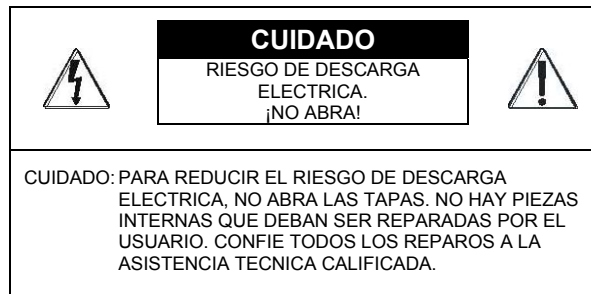 CUIDADO
RIESGO DE DESCARGA
ELECTRICA.
¡NO ABRA!
CUIDADO: PARA REDUCIR EL RIESGO DE DESCARGA
ELECTRICA, NO ABRA LAS TAPAS. NO HAY PIEZAS
INTERNAS QUE DEBAN SER REPARADAS POR EL
USUARIO. CONFIE TODOS LOS REPAROS A LA
ASISTENCIA TECNICA CALIFICADA.